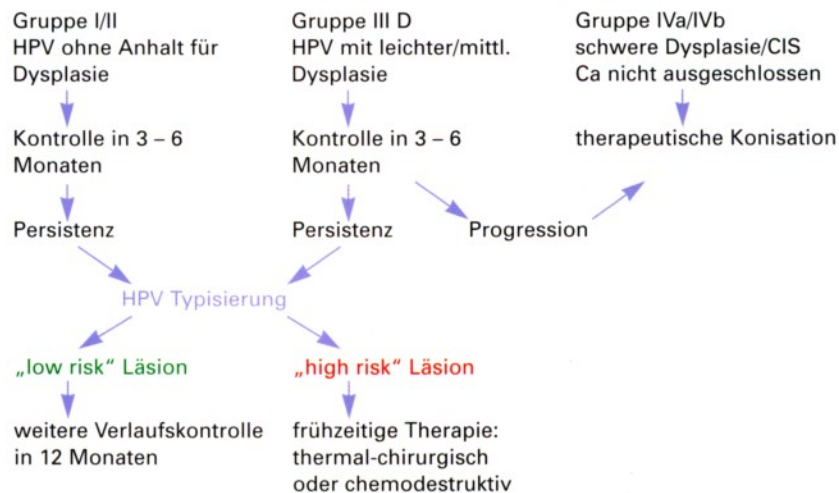 Gruppe I/II
HPV ohne Anhalt für
Dysplasie
Gruppe III D
HPV mit leichter/mittl.
Dysplasie
Gruppe IVa/IVb
schwere Dysplasie/CIS
Ca nicht ausgeschlossen
Kontrolle in 3 – 6
Monaten
Kontrolle in 3 – 6
Monaten
therapeutische Konisation
Persistenz
Persistenz
Progression
HPV Typisierung
„low risk“ Läsion
„high risk“ Läsion
weitere Verlaufskontrolle
in 12 Monaten
frühzeitige Therapie:
thermal-chirurgisch
oder chemodestruktiv